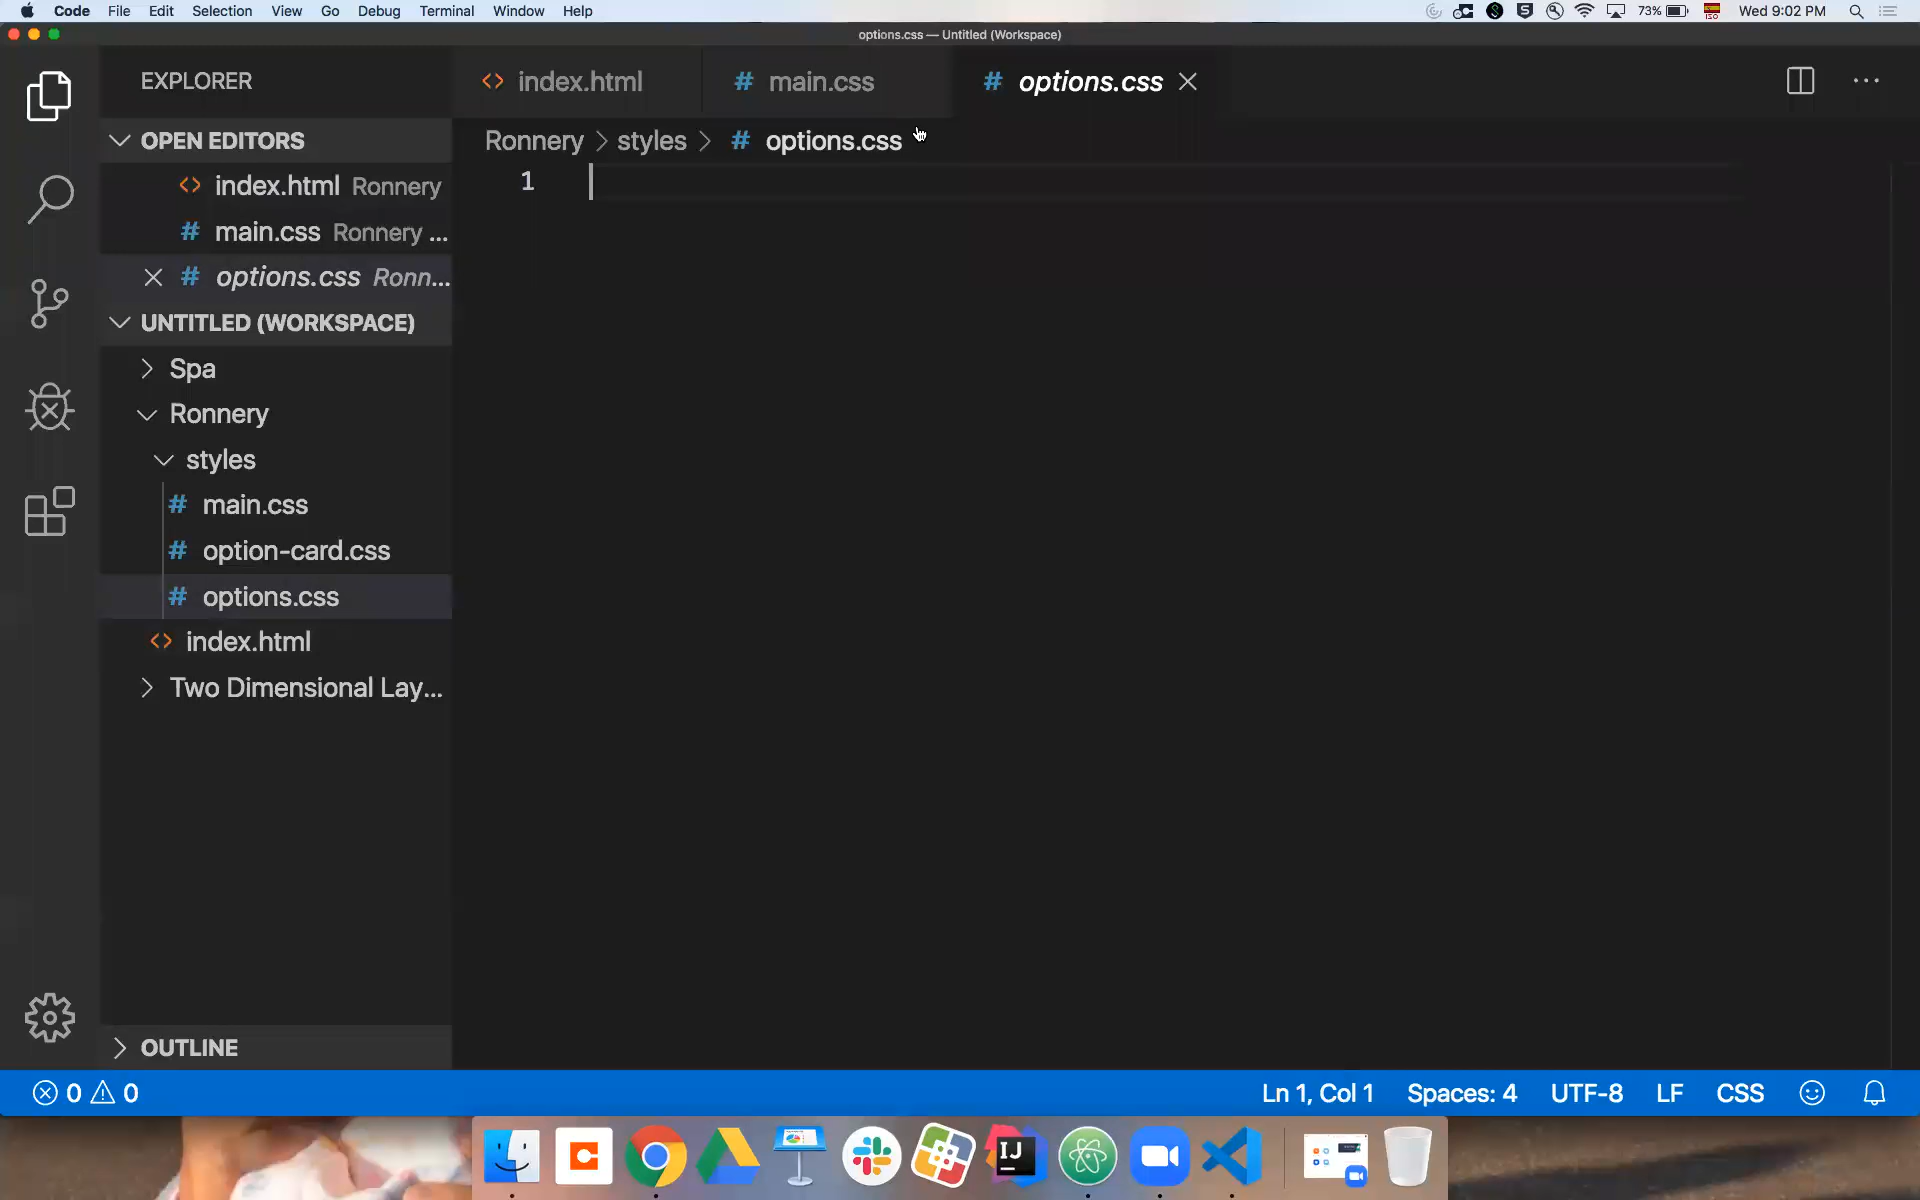 Code File Edit Selection View Go Debug Terminal Window Help 73% ISO Wed 9:02 PM
options.css — Untitled (Workspace)
EXPLORER
index.html
main.css
options.css
OPEN EDITORS
index.html Ronnery
main.css Ronnery ...
options.css Ronn...
UNTITLED (WORKSPACE)
Spa
Ronnery
styles
main.css
option-card.css
options.css
index.html
Two Dimensional Lay...
OUTLINE
Ronnery > styles > # options.css
1
0 0
Ln 1, Col 1 Spaces: 4 UTF-8 LF CSS
IJ